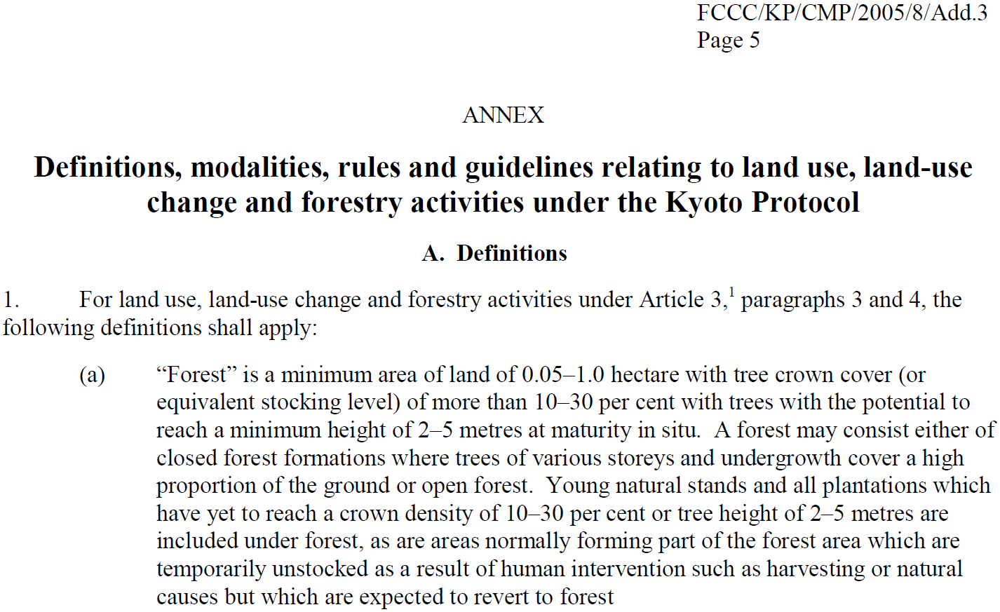 FCCC/KP/CMP/2005/8/Add.3
Page 5
ANNEX
Definitions, modalities, rules and guidelines relating to land use, land-use
change and forestry activities under the Kyoto Protocol
A. Definitions
1. For land use, land-use change and forestry activities under Article 3,¹ paragraphs 3 and 4, the
following definitions shall apply:
(a) “Forest” is a minimum area of land of 0.05–1.0 hectare with tree crown cover (or
equivalent stocking level) of more than 10–30 per cent with trees with the potential to
reach a minimum height of 2–5 metres at maturity in situ. A forest may consist either of
closed forest formations where trees of various storeys and undergrowth cover a high
proportion of the ground or open forest. Young natural stands and all plantations which
have yet to reach a crown density of 10–30 per cent or tree height of 2–5 metres are
included under forest, as are areas normally forming part of the forest area which are
temporarily unstocked as a result of human intervention such as harvesting or natural
causes but which are expected to revert to forest